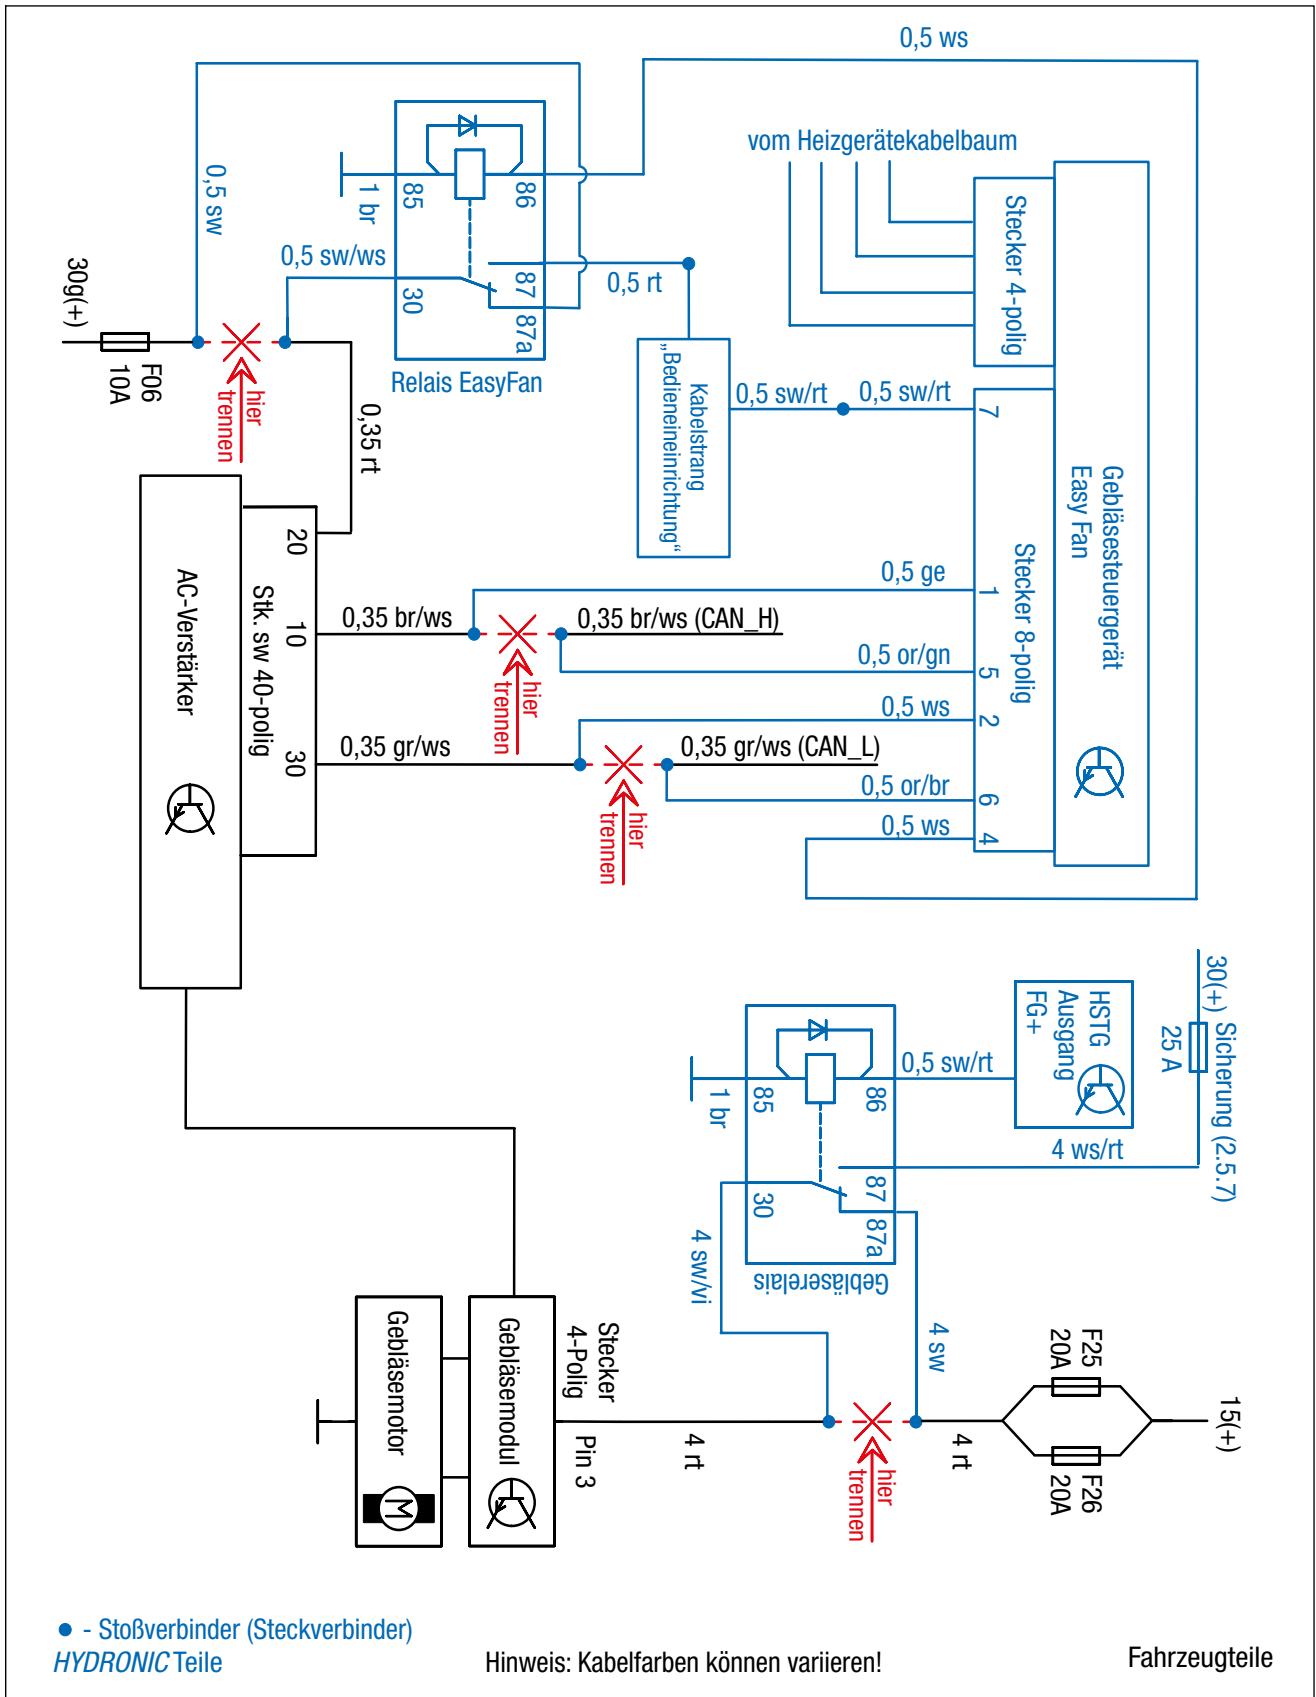 0,5 ws
vom Heizgerätekabelbaum
0,5 sw
1 br
85
86
0,5 sw/ws
30
87
87a
0,5 rt
Relais EasyFan
30g(+)
F06
10A
hier
trennen
0,35 rt
Stecker 4-polig
Kabelstrang
„Bedieneineinrichtung“
0,5 sw/rt
0,5 sw/rt
7
Gebläsesteuergerät
Easy Fan
Stecker 8-polig
AC-Verstärker
Stk. sw 40-polig
20
10
30
0,5 ge
1
0,35 br/ws
0,35 br/ws (CAN_H)
hier
trennen
0,5 or/gn
5
0,5 ws
2
0,35 gr/ws
0,35 gr/ws (CAN_L)
hier
trennen
0,5 or/br
6
0,5 ws
4
30(+)
Sicherung (2.5.7)
25 A
HSTG
Ausgang
FG+
0,5 sw/rt
85
86
1 br
4 ws/rt
30
87
87a
4 sw/vi
Gebläserelais
4 sw
Stecker
4-Polig
Pin 3
Gebläsemodul
Gebläsemotor
M
4 rt
hier
trennen
4 rt
F25
20A
F26
20A
15(+)
- Stoßverbinder (Steckverbinder)
HYDRONIC Teile
Hinweis: Kabelfarben können variieren!
Fahrzeugteile